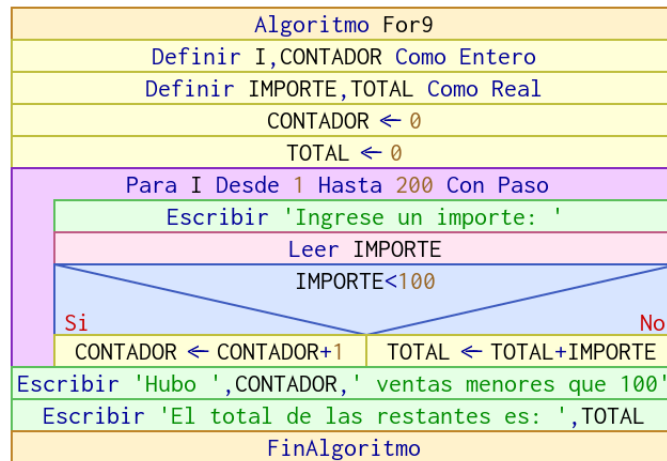 Algoritmo For9
Definir I,CONTADOR Como Entero
Definir IMPORTE,TOTAL Como Real
CONTADOR ← 0
TOTAL ← 0
Para I Desde 1 Hasta 200 Con Paso
Escribir 'Ingrese un importe: '
Leer IMPORTE
IMPORTE<100
Si No
CONTADOR ← CONTADOR+1 TOTAL ← TOTAL+IMPORTE
Escribir 'Hubo ',CONTADOR,' ventas menores que 100'
Escribir 'El total de las restantes es: ',TOTAL
FinAlgoritmo